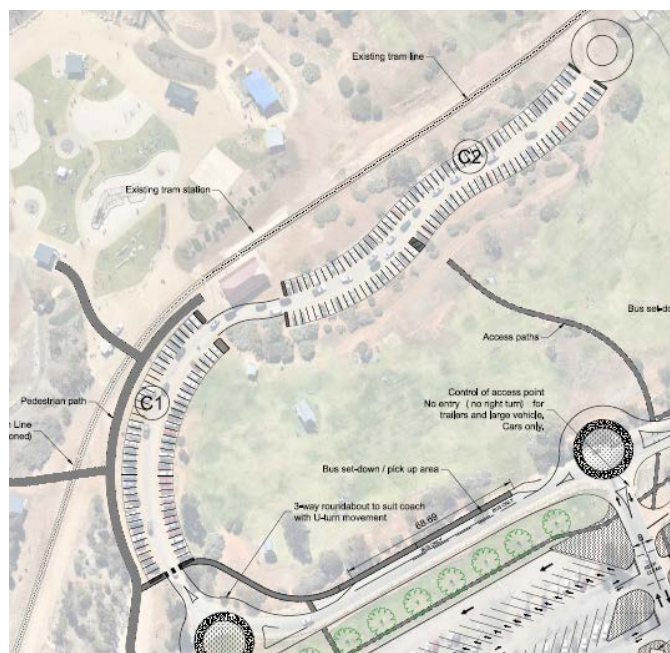 Existing tram line
C2
Existing tram station
Bus set-do
Access paths
C1
Control of access point
No entry ( no right turn) for
trailers and large vehicle,
Cars only,
Pedestrian path
Line
oned)
Bus set-down / pick up area
68.69
3-way roundabout to suit coach
with U-turn movement